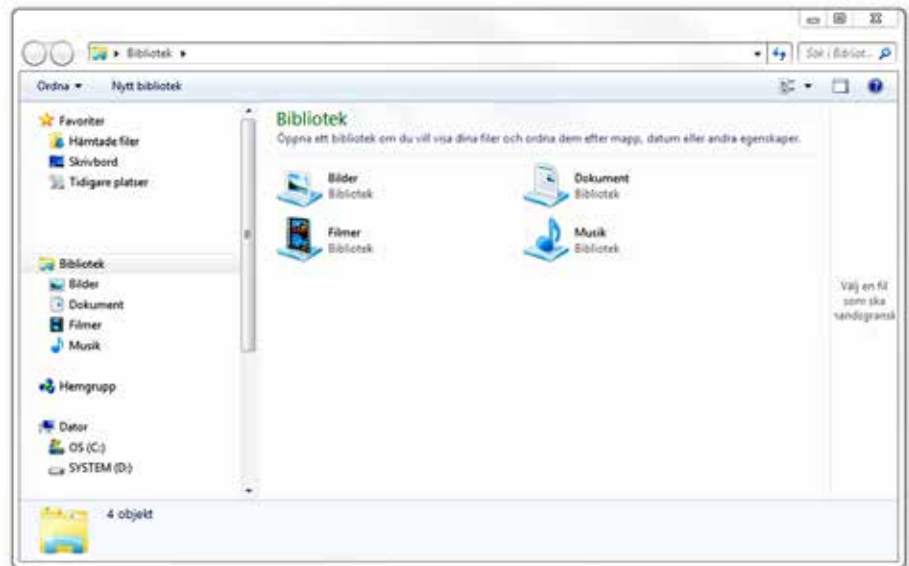 Bibliotek
Sök i Bibliot...
Ordna
Nytt bibliotek
Favoriter
Hämtade filer
Skrivbord
Tidigare platser
Bibliotek
Bilder
Dokument
Filmer
Musik
Hemgrupp
Dator
OS (C:)
SYSTEM (D:)
Bibliotek
Öppna ett bibliotek om du vill visa dina filer och ordna dem efter mapp, datum eller andra egenskaper.
Bilder
Bibliotek
Dokument
Bibliotek
Filmer
Bibliotek
Musik
Bibliotek
Välj en fil
som ska
handsgransk
4 objekt